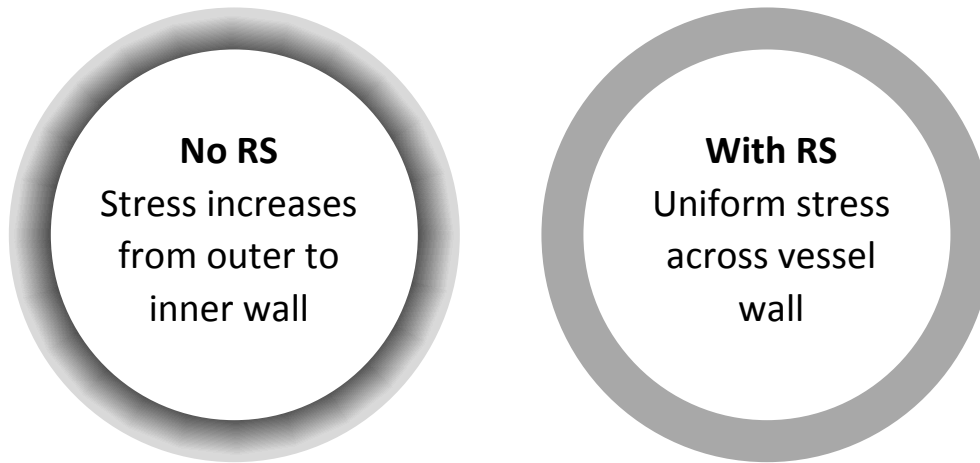 No RS
Stress increases
from outer to
inner wall
With RS
Uniform stress
across vessel
wall